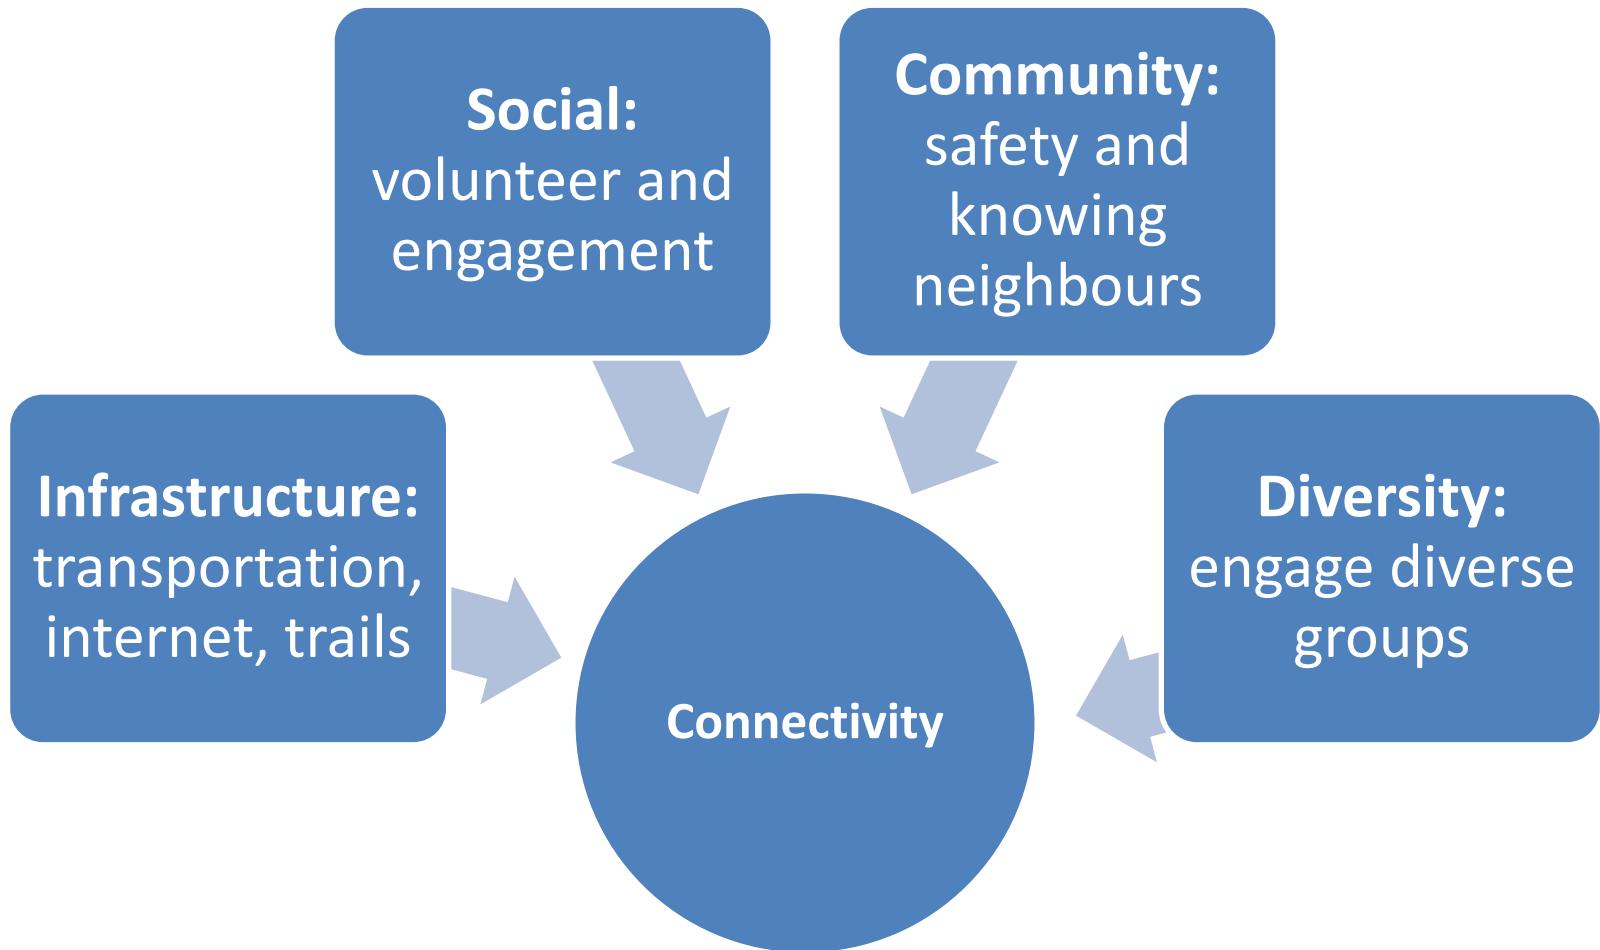 Social:
volunteer and
engagement
Community:
safety and
knowing
neighbours
Infrastructure:
transportation,
internet, trails
Diversity:
engage diverse
groups
Connectivity